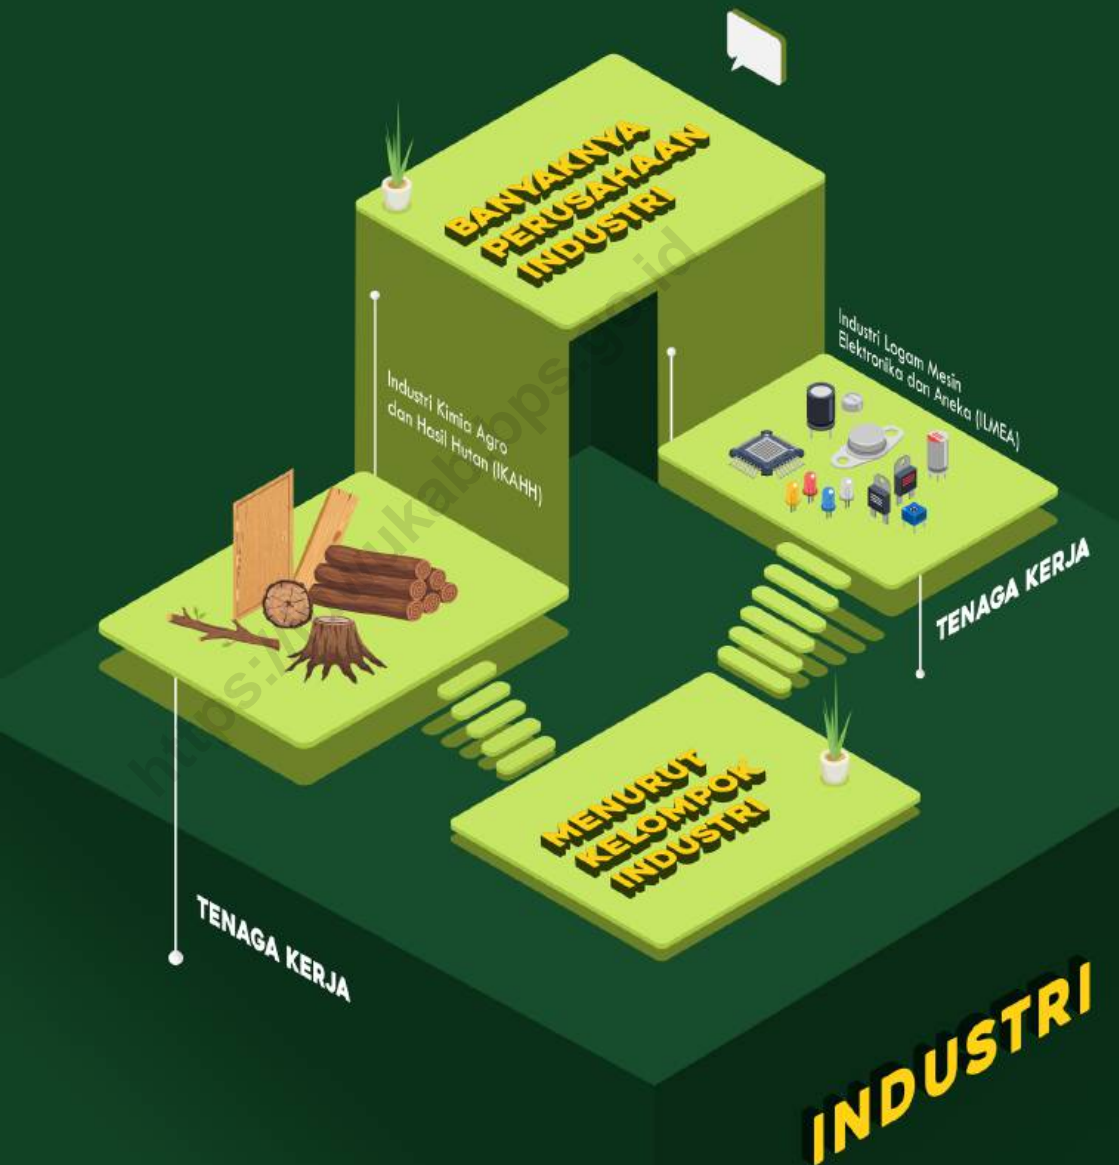 BANYAKNYA
PERUSAHAAN
INDUSTRI
Industri Kimia Agro
dan Hasil Hutan (IKAHH)
Industri Logam Mesin
Elektronika dan Aneka (ILMEA)
TENAGA KERJA
MENURUT
KELOMPOK
INDUSTRI
TENAGA KERJA
INDUSTRI